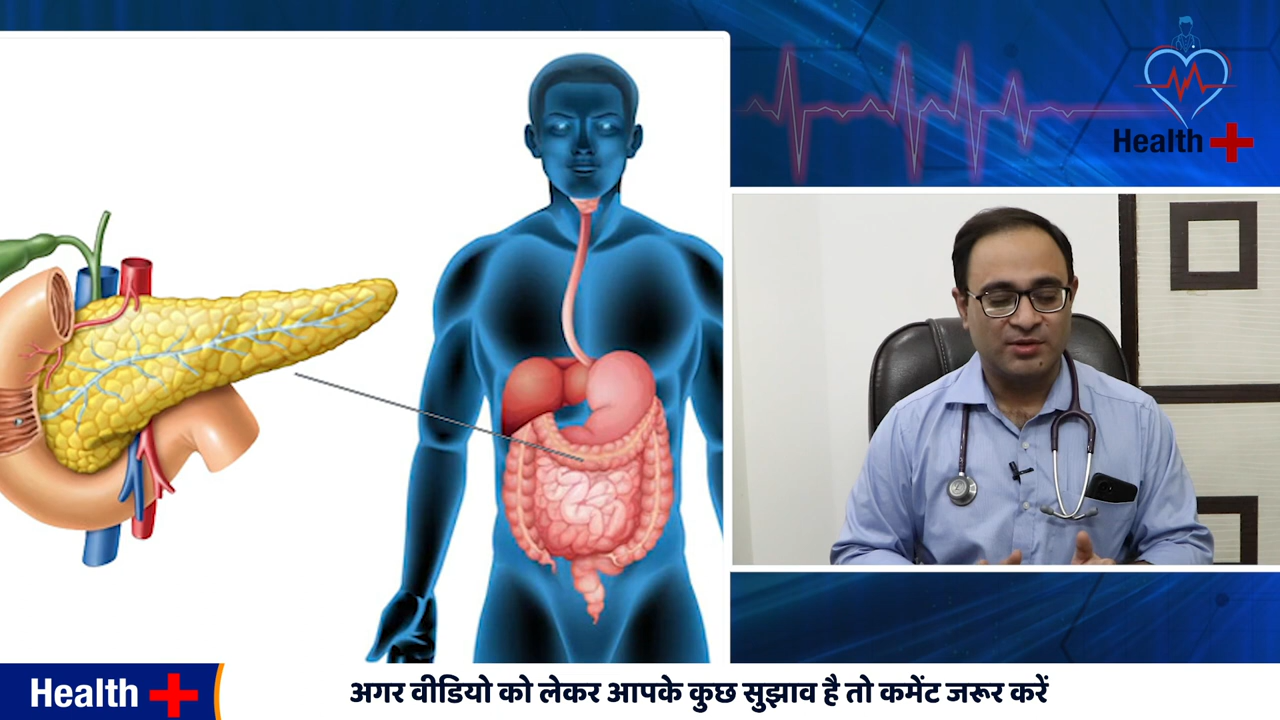 Health
Health
अगर वीडियो को लेकर आपके कुछ सुझाव है तो कमेंट जरूर करें